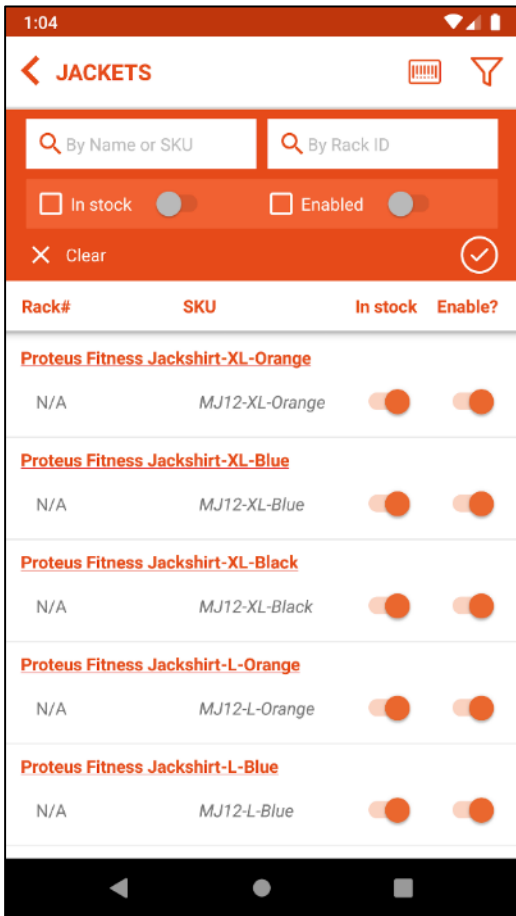 1:04
JACKETS
By Name or SKU By Rack ID
In stock Enabled
Clear
Rack# SKU In stock Enable?
Proteus Fitness Jackshirt-XL-Orange
N/A MJ12-XL-Orange
Proteus Fitness Jackshirt-XL-Blue
N/A MJ12-XL-Blue
Proteus Fitness Jackshirt-XL-Black
N/A MJ12-XL-Black
Proteus Fitness Jackshirt-L-Orange
N/A MJ12-L-Orange
Proteus Fitness Jackshirt-L-Blue
N/A MJ12-L-Blue